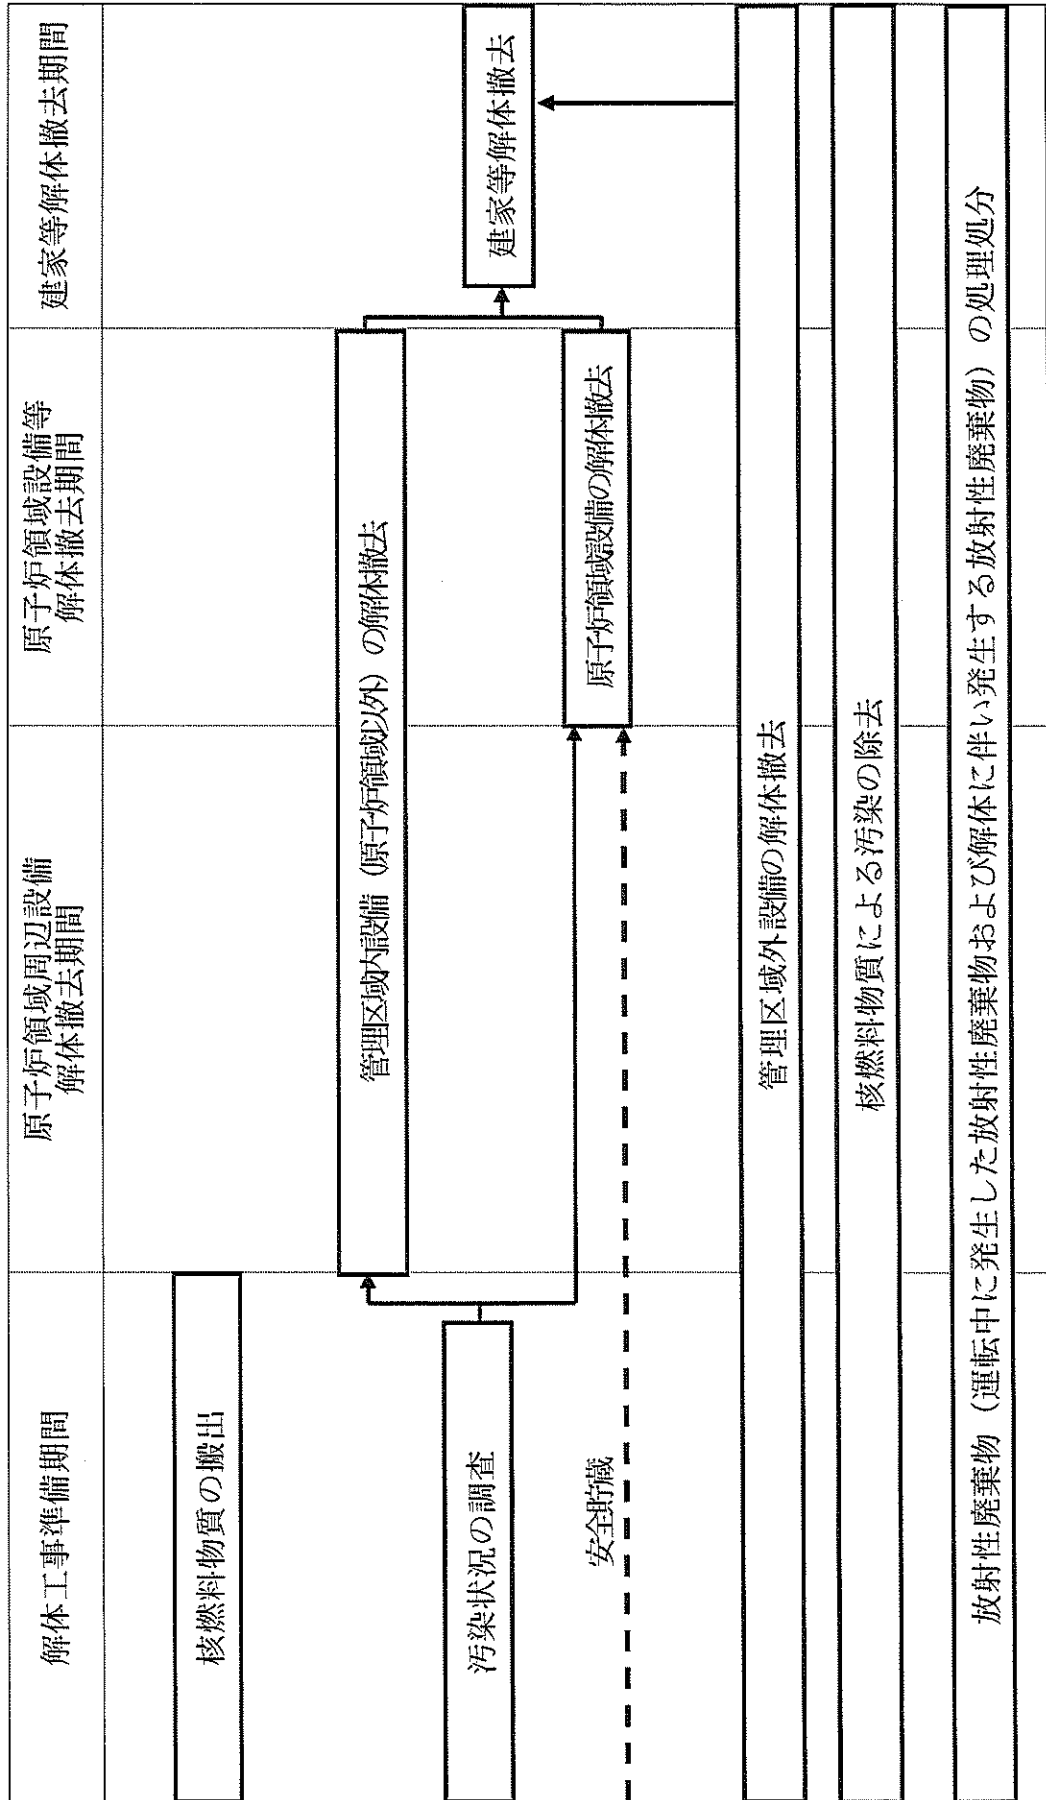 解体工事準備期間
原子炉領域周辺設備
解体撤去期間
原子炉領域設備等
解体撤去期間
建家等解体撤去期間
核燃料物質の搬出
管理区域内設備（原子炉領域以外）の解体撤去
汚染状況の調査
建家等解体撤去
原子炉領域設備の解体撤去
安全貯蔵
管理区域外設備の解体撤去
核燃料物質による汚染の除去
放射性廃棄物（運転中に発生した放射性廃棄物および解体に伴い発生する放射性廃棄物）の処理処分